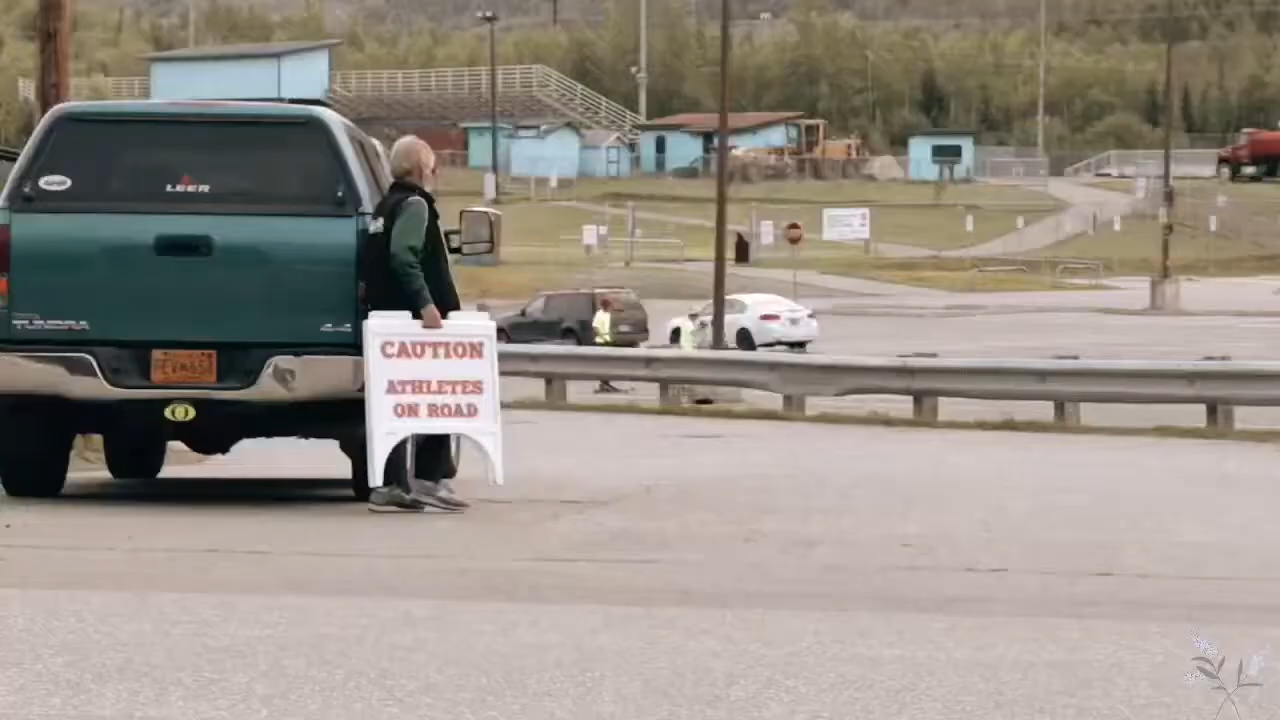 LEER
TUNDRA
4x4
CAUTION
ATHLETES
ON ROAD